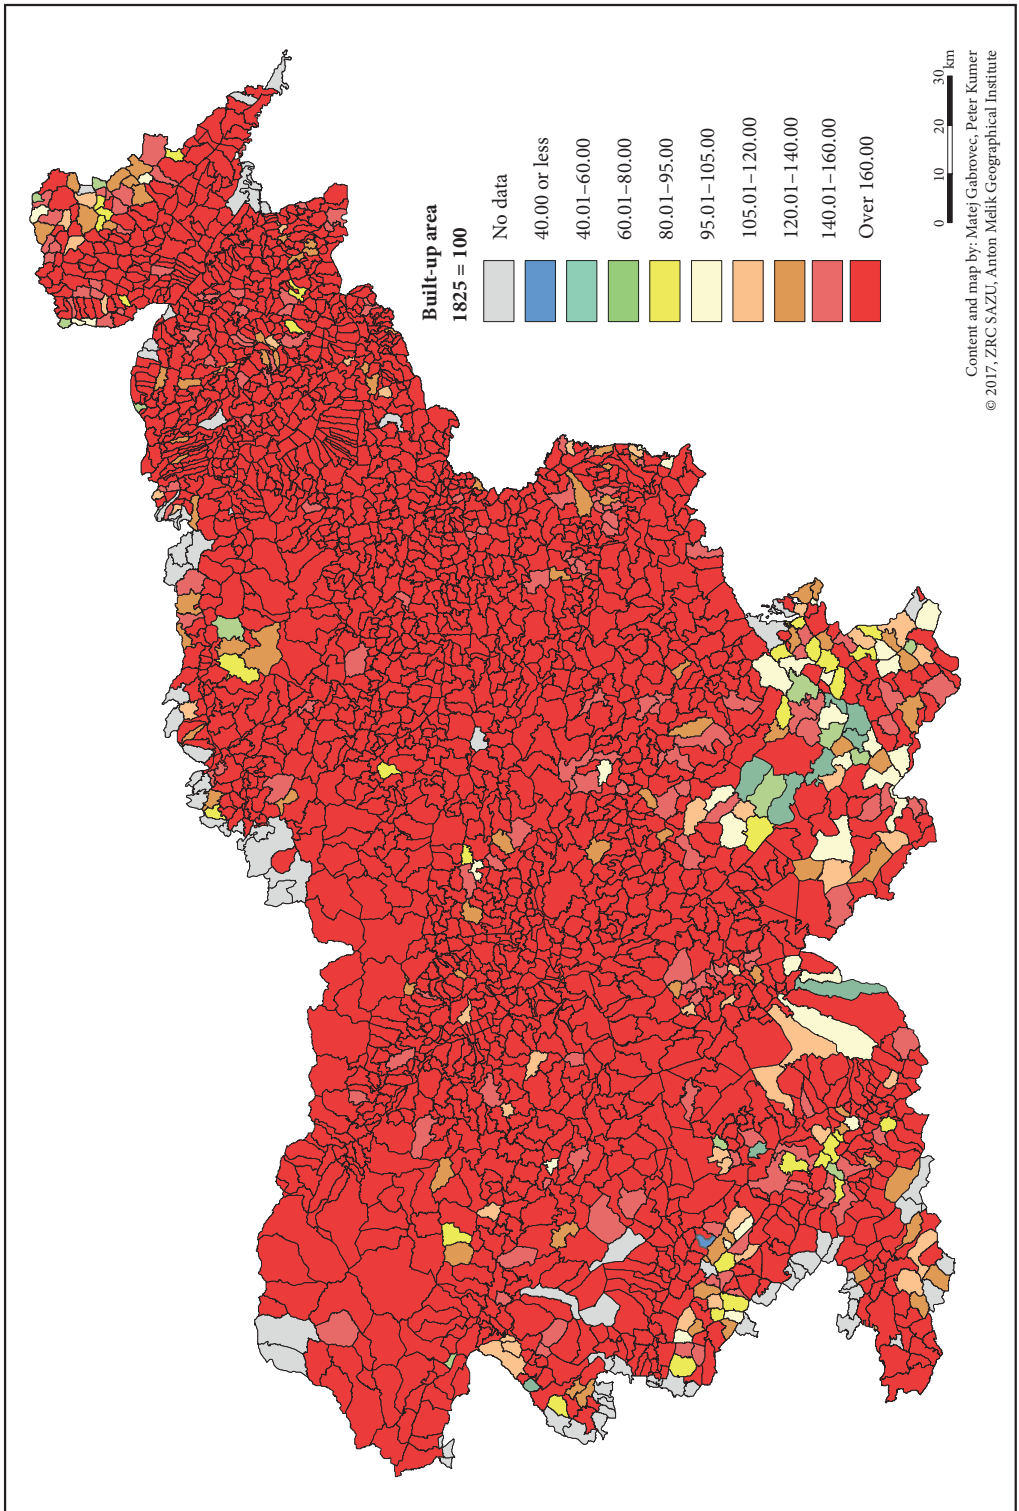 Built-up area
1825 = 100
No data
40.00 or less
40.01–60.00
60.01–80.00
80.01–95.00
95.01–105.00
105.01–120.00
120.01–140.00
140.01–160.00
Over 160.00
0 10 20 30 km
Content and map by: Matej Gabrovec, Peter Kumer
© 2017, ZRC SAZU, Anton Melik Geographical Institute